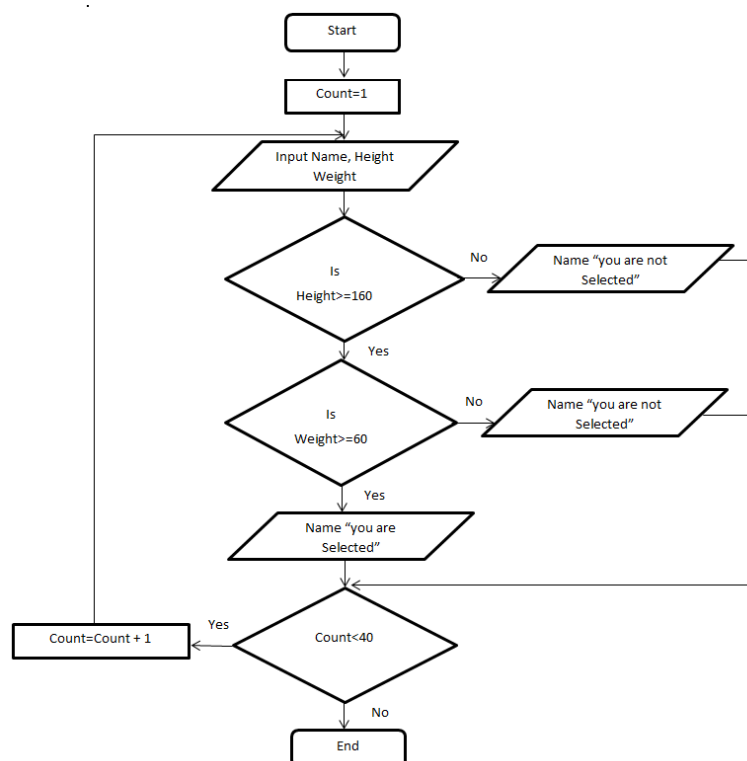 Start
Count=1
Input Name, Height
Weight
Is
Height>=160
No
Name “you are not
Selected”
Yes
Is
Weight>=60
No
Name “you are not
Selected”
Yes
Name “you are
Selected”
Count<40
Yes
Count=Count + 1
No
End